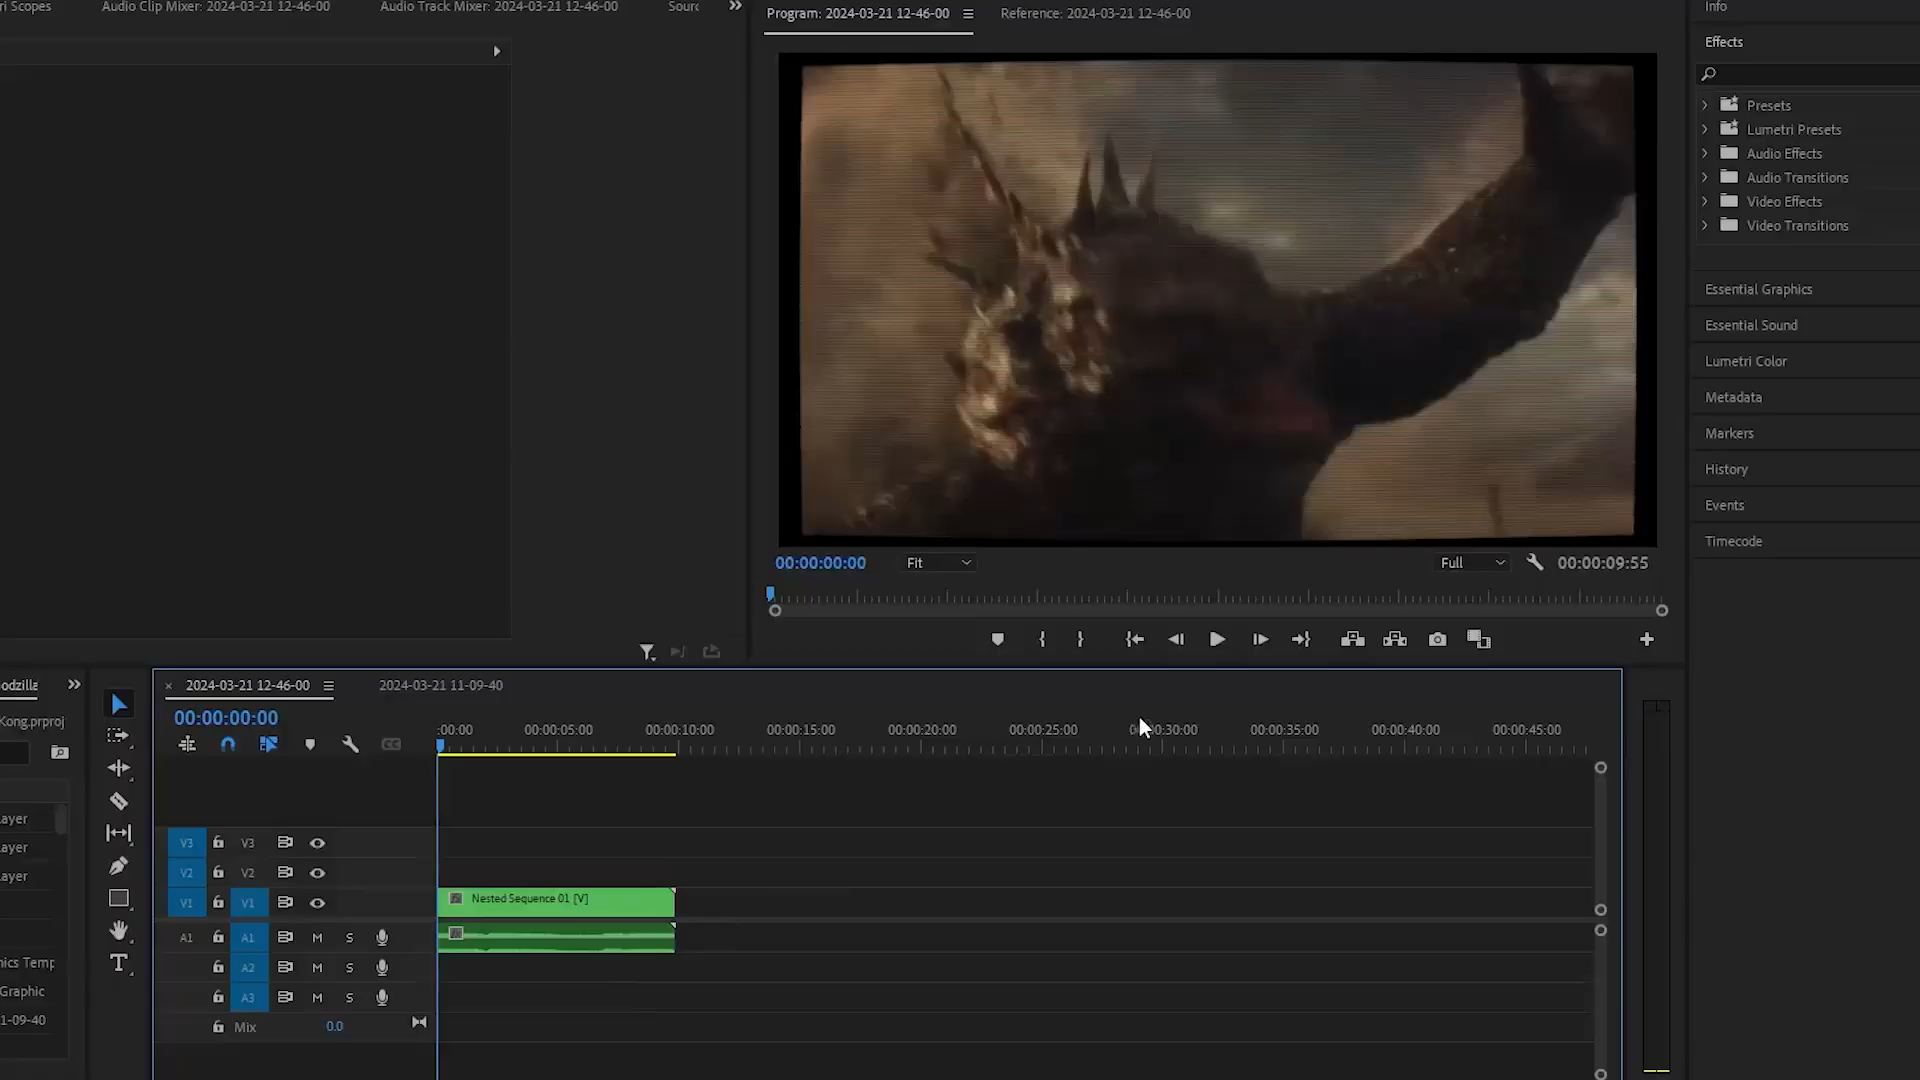 ri Scopes
Audio Clip Mixer: 2024-03-21 12-46-00
Audio Track Mixer: 2024-03-21 12-46-00
Sourc
Program: 2024-03-21 12-46-00
Reference: 2024-03-21 12-46-00
Info
Effects
Presets
Lumetri Presets
Audio Effects
Audio Transitions
Video Effects
Video Transitions
Essential Graphics
Essential Sound
Lumetri Color
Metadata
Markers
History
Events
Timecode
00:00:00:00
Fit
Full
00:00:09:55
odzilla
Kong.prproj
ayer
ayer
ayer
nics Temp
Graphic
1-09-40
2024-03-21 12-46-00
2024-03-21 11-09-40
00:00:00:00
:00:00
00:00:05:00
00:00:10:00
00:00:15:00
00:00:20:00
00:00:25:00
00:00:30:00
00:00:35:00
00:00:40:00
00:00:45:00
V3 V3
V2 V2
V1 V1
Nested Sequence 01 [V]
A1 A1 M S
A2 M S
A3 M S
Mix 0.0